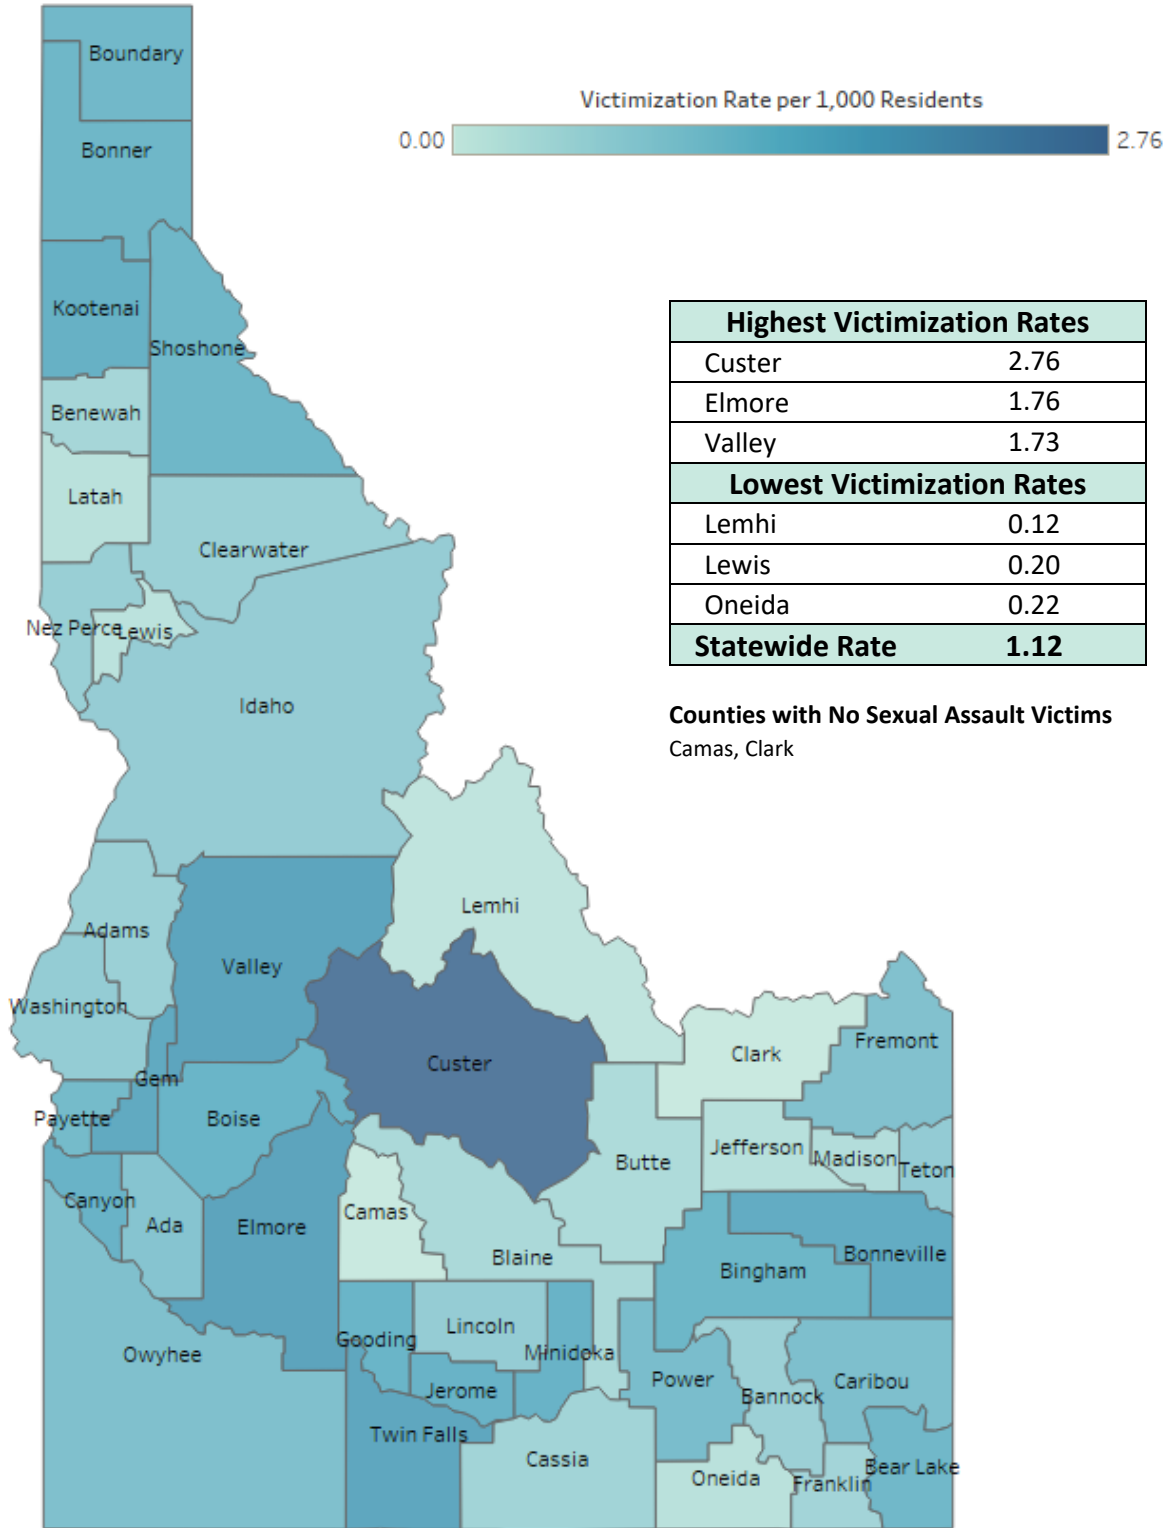 Boundary
Victimization Rate per 1,000 Residents
0.00
2.76
Bonner
Kootenai
Shoshone
Benewah
Latah
Clearwater
Nez Perce
Lewis
Idaho
Highest Victimization Rates
Custer 2.76
Elmore 1.76
Valley 1.73
Lowest Victimization Rates
Lemhi 0.12
Lewis 0.20
Oneida 0.22
Statewide Rate 1.12
Counties with No Sexual Assault Victims
Camas, Clark
Lemhi
Adams
Valley
Washington
Custer
Clark
Fremont
Gem
Payette
Boise
Butte
Jefferson
Madison
Teton
Canyon
Ada
Elmore
Camas
Blaine
Bingham
Bonneville
Owyhee
Gooding
Lincoln
Minidoka
Jerome
Power
Bannock
Caribou
Twin Falls
Cassia
Oneida
Franklin
Bear Lake